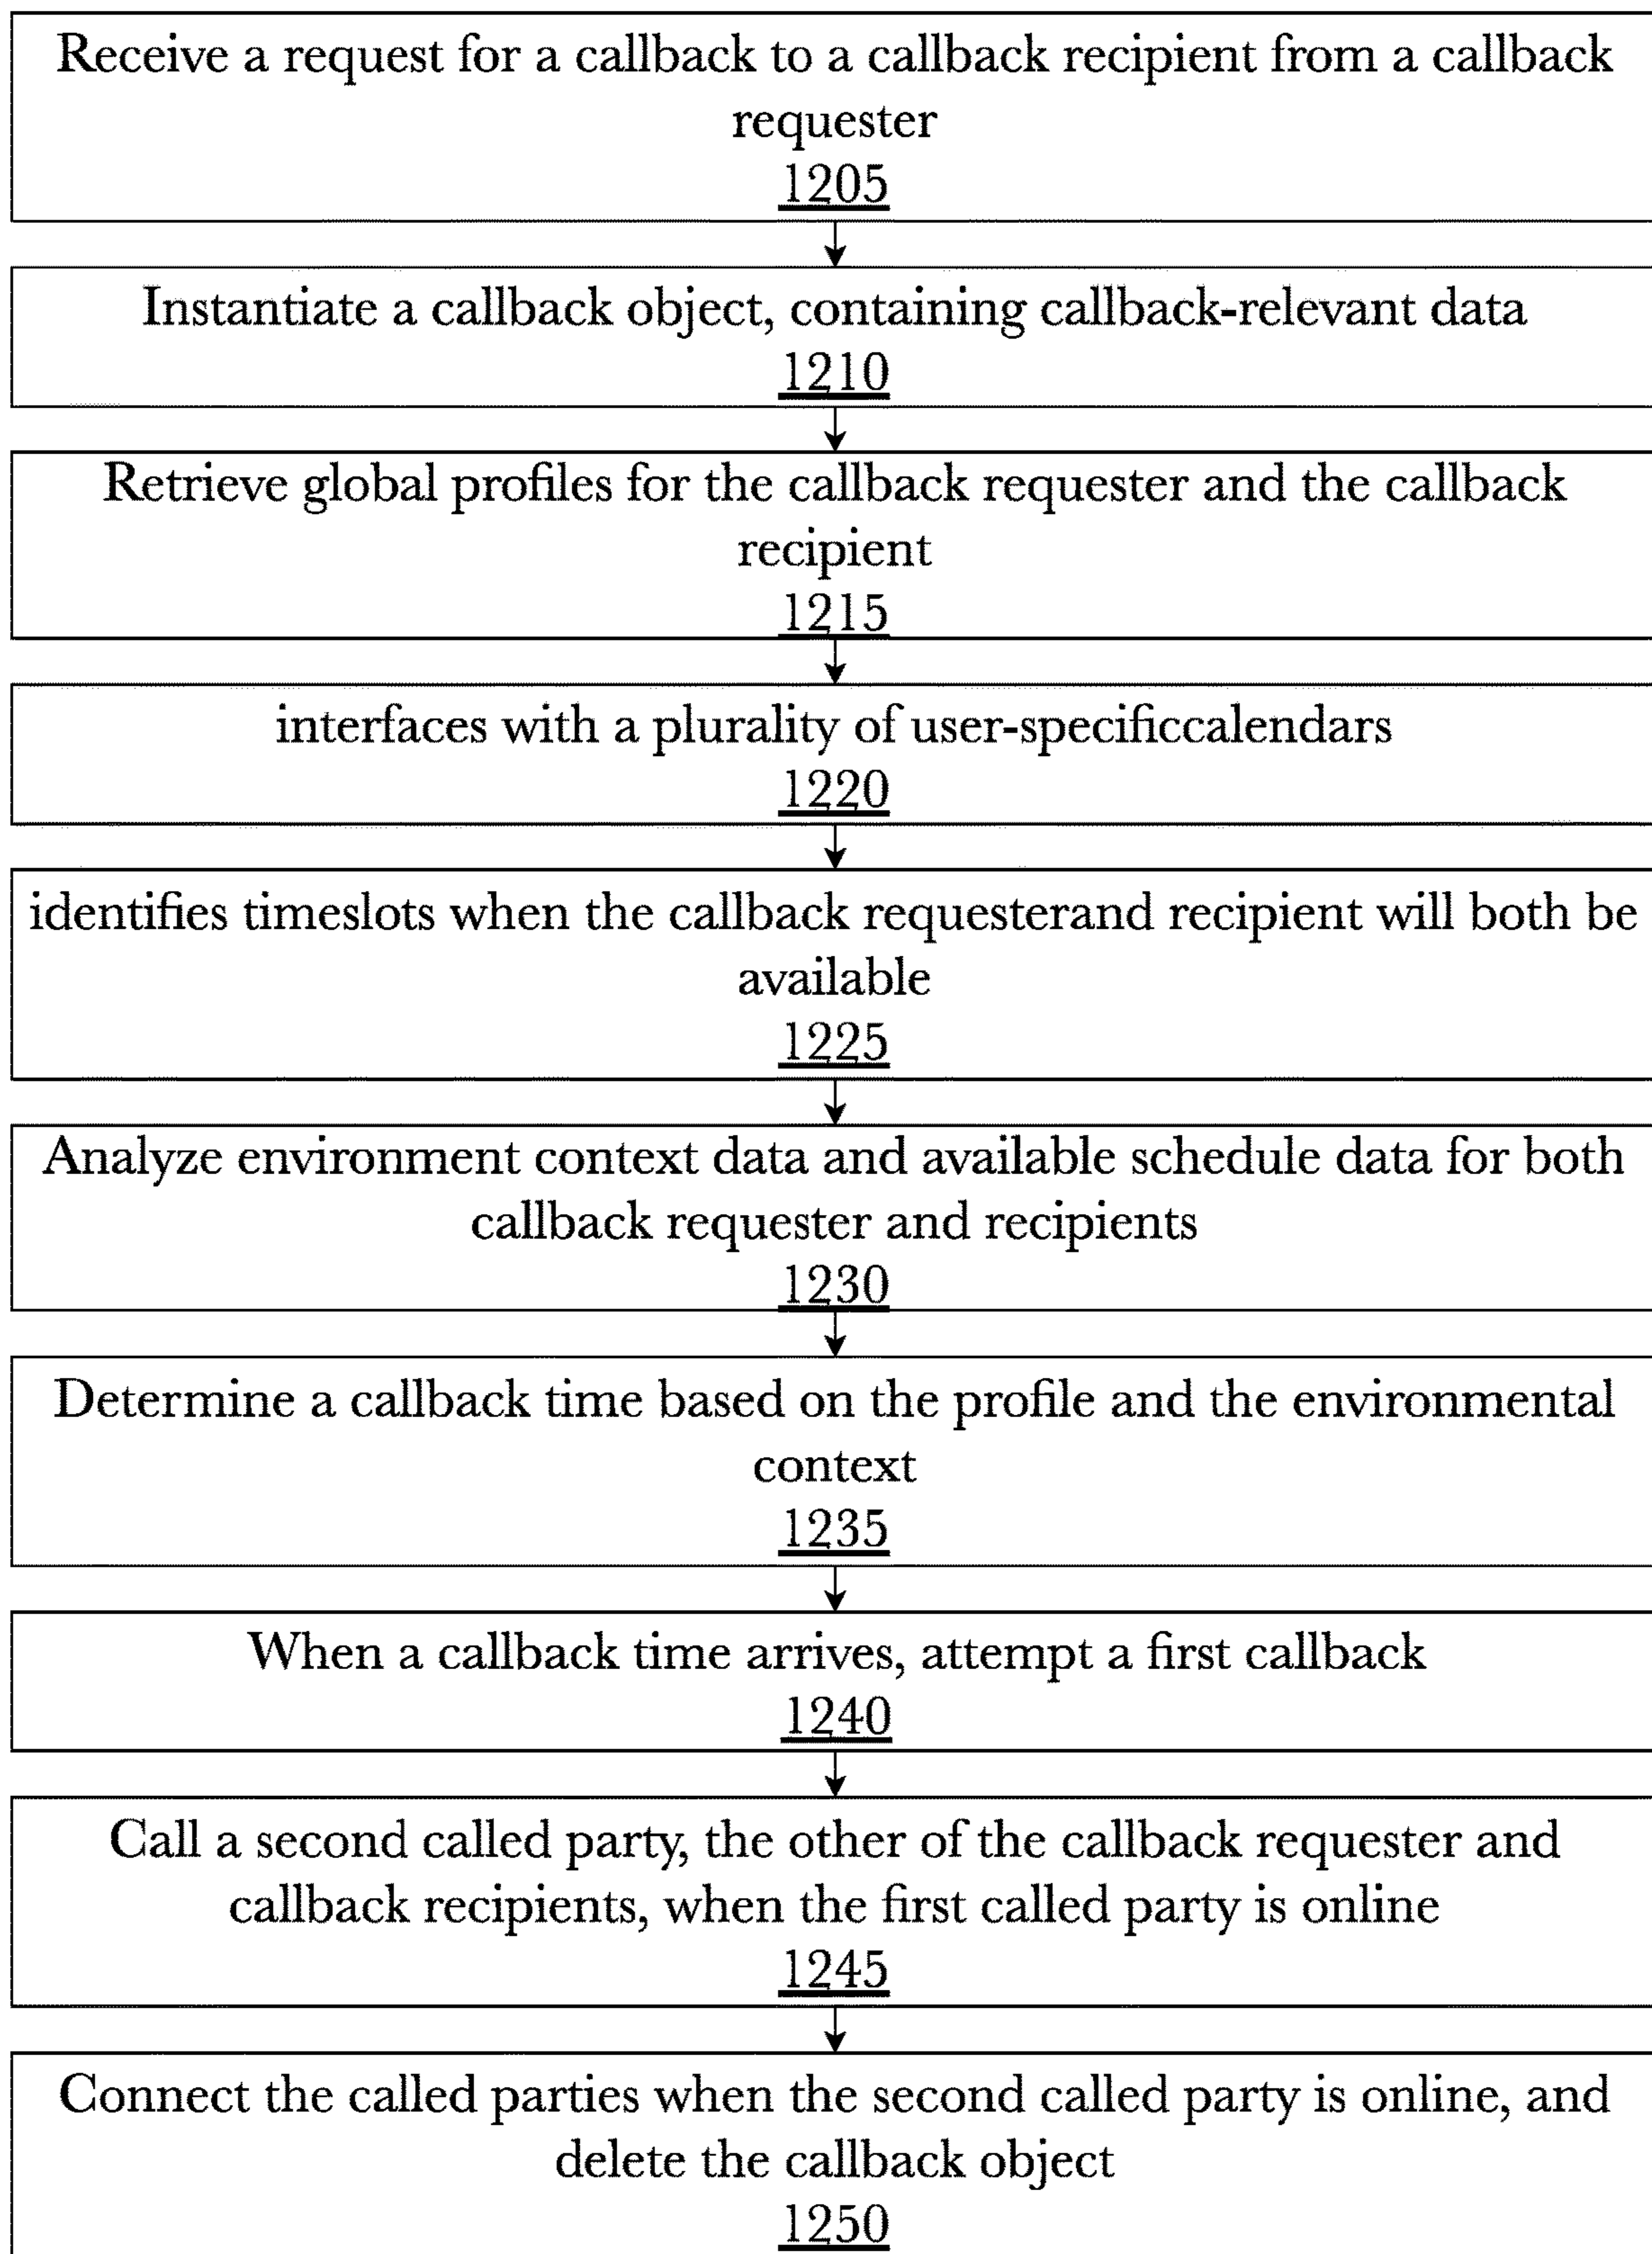 Receive a request for a callback to a callback recipient from a callback
requester
1205
Instantiate a callback object, containing callback-relevant data
1210
Retrieve global profiles for the callback requester and the callback
recipient
1215
interfaces with a plurality of user-specificcalendars
1220
identifies timeslots when the callback requesterand recipient will both be
available
1225
Analyze environment context data and available schedule data for both
callback requester and recipients
1230
Determine a callback time based on the profile and the environmental
context
1235
When a callback time arrives, attempt a first callback
1240
Call a second called party, the other of the callback requester and
callback recipients, when the first called party is online
1245
Connect the called parties when the second called party is online, and
delete the callback object
1250